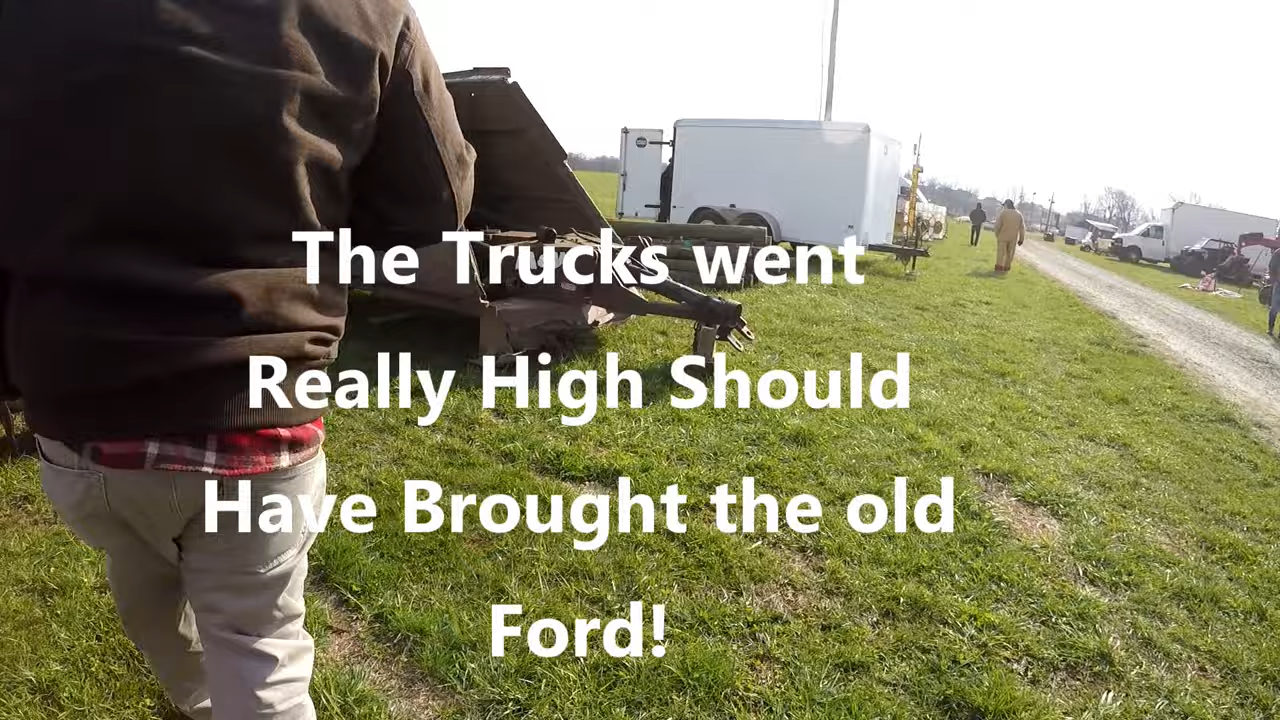 The Trucks went
Really High Should
Have Brought the old
Ford!